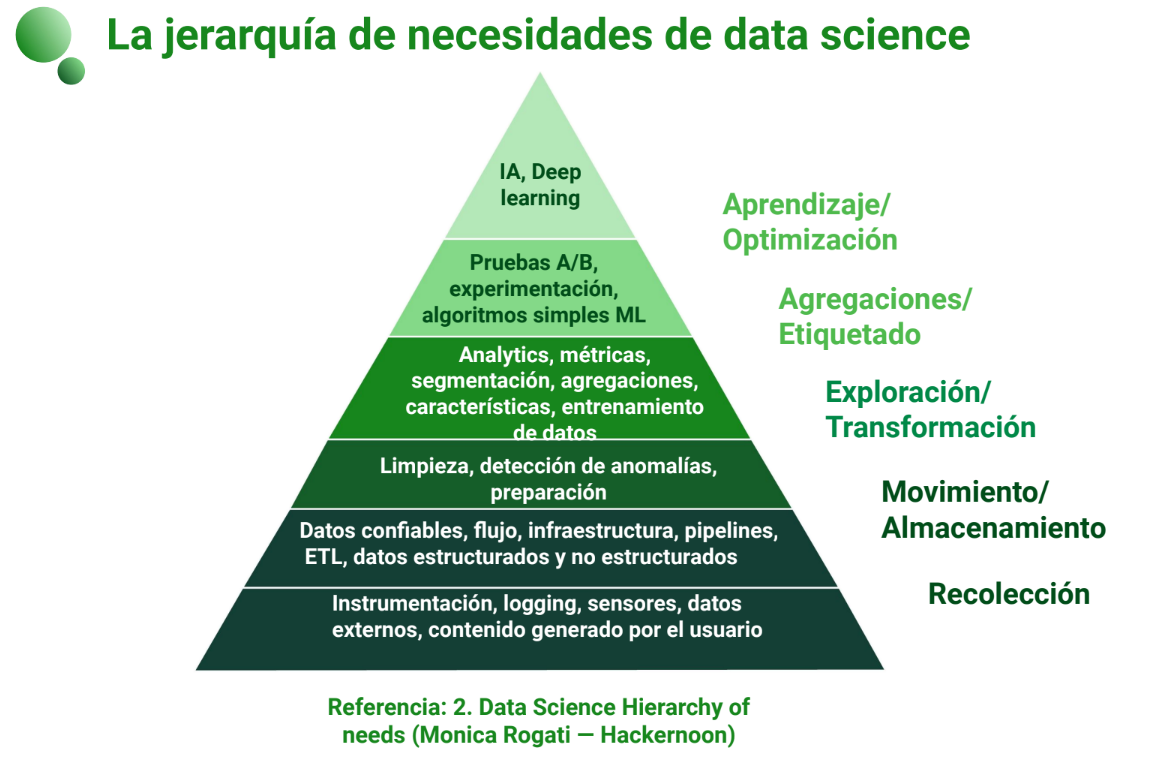 La jerarquía de necesidades de data science
IA, Deep
learning
Aprendizaje/
Optimización
Pruebas A/B,
experimentación,
algoritmos simples ML
Agregaciones/
Etiquetado
Analytics, métricas,
segmentación, agregaciones,
características, entrenamiento
de datos
Exploración/
Transformación
Limpieza, detección de anomalías,
preparación
Movimiento/
Almacenamiento
Datos confiables, flujo, infraestructura, pipelines,
ETL, datos estructurados y no estructurados
Recolección
Instrumentación, logging, sensores, datos
externos, contenido generado por el usuario
Referencia: 2. Data Science Hierarchy of
needs (Monica Rogati — Hackernoon)